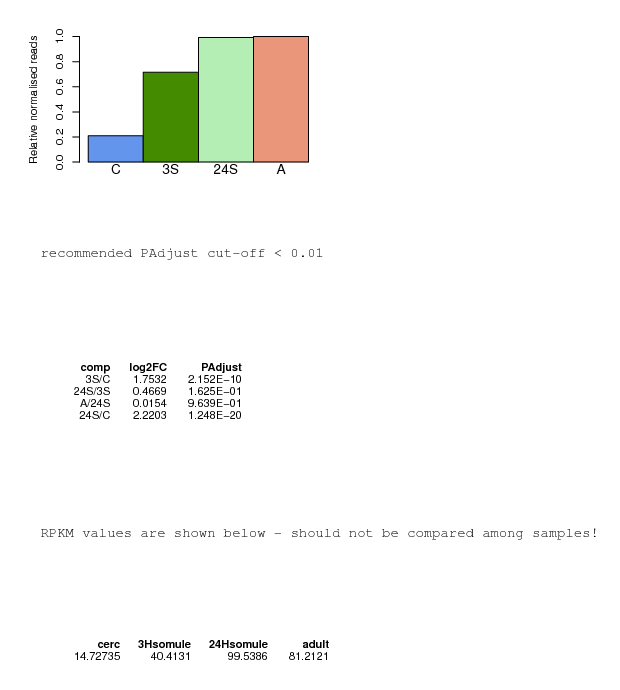 Relative normalised reads
1.0
0.8
0.6
0.4
0.2
0.0
C 3S 24S A
recommended PAdjust cut-off < 0.01
comp log2FC PAdjust
3S/C 1.7532 2.152E-10
24S/3S 0.4669 1.625E-01
A/24S 0.0154 9.639E-01
24S/C 2.2203 1.248E-20
RPKM values are shown below - should not be compared among samples!
cerc 3Hsomule 24Hsomule adult
14.72735 40.4131 99.5386 81.2121